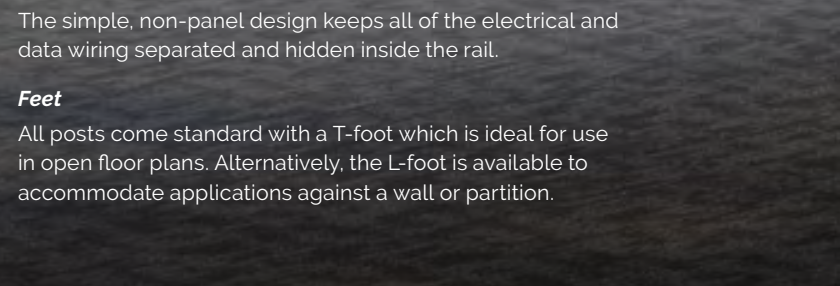 The simple, non-panel design keeps all of the electrical and
data wiring separated and hidden inside the rail.
Feet
All posts come standard with a T-foot which is ideal for use
in open floor plans. Alternatively, the L-foot is available to
accommodate applications against a wall or partition.